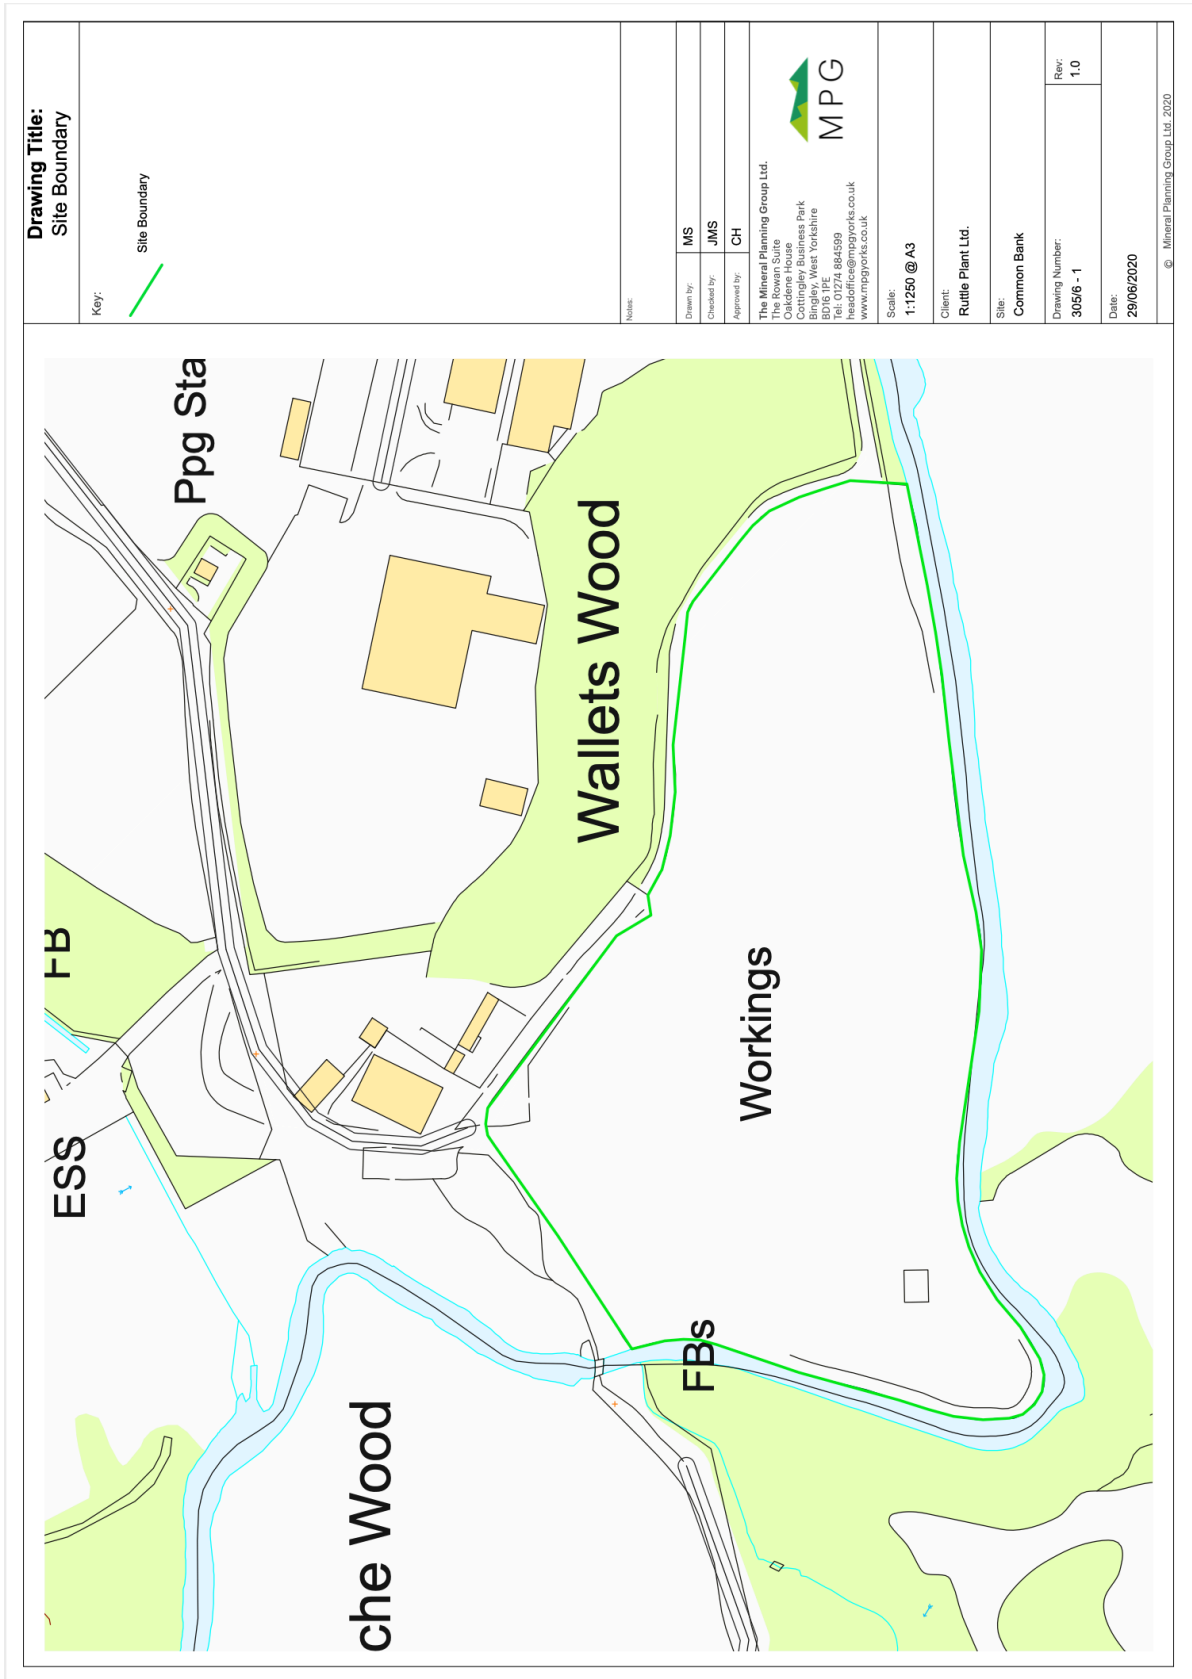 Drawing Title:
Site Boundary
Key:
Site Boundary
Notes:
Drawn by:
MS
Checked by:
JMS
Approved by:
CH
The Mineral Planning Group Ltd.
The Rowan Suite
Oakdene House
Cottingley Business Park
Bingley, West Yorkshire
BD16 1PE
Tel: 01274 884599
headoffice@mpgyorks.co.uk
www.mpgyorks.co.uk
MPG
Scale:
1:1250 @ A3
Client:
Ruttle Plant Ltd.
Site:
Common Bank
Drawing Number:
305/6 - 1
Rev:
1.0
Date:
29/06/2020
© Mineral Planning Group Ltd. 2020
Ppg Sta
FB
ESS
Wallets Wood
Workings
FBs
che Wood